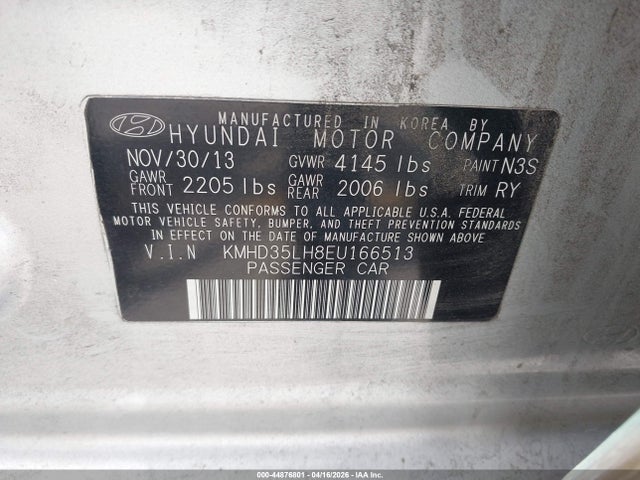 MANUFACTURED IN KOREA BY
HYUNDAI MOTOR COMPANY
NOV/30/13 GVWR 4145 lbs PAINT N3S
GAWR FRONT 2205 lbs GAWR REAR 2006 lbs TRIM RY
THIS VEHICLE CONFORMS TO ALL APPLICABLE U.S.A. FEDERAL
MOTOR VEHICLE SAFETY, BUMPER, AND THEFT PREVENTION STANDARDS
IN EFFECT ON THE DATE OF MANUFACTURE SHOWN ABOVE.
V.I.N KMHD35LH8EU166513
PASSENGER CAR
000-44876801 - 04/16/2026 - IAA Inc.